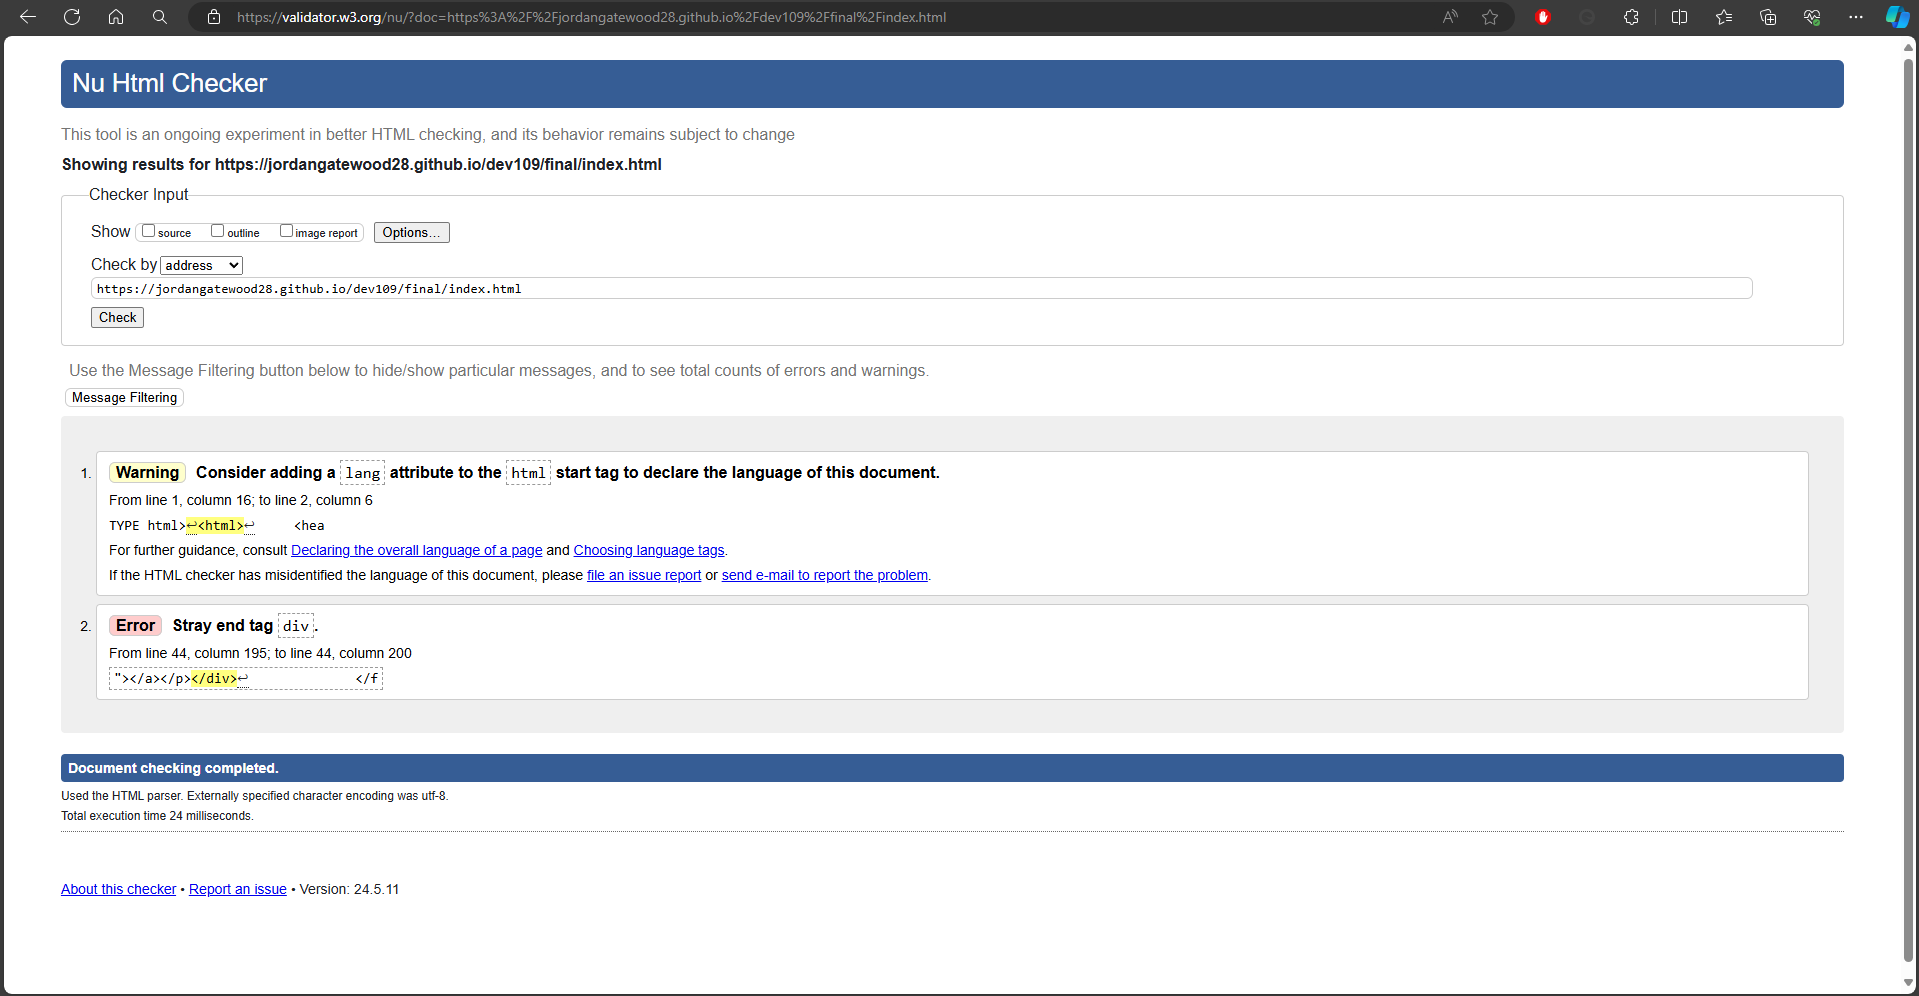 https://validator.w3.org/nu/?doc=https%3A%2F%2Fjordangatewood28.github.io%2Fdev109%2Ffinal%2Findex.html
Nu Html Checker
This tool is an ongoing experiment in better HTML checking, and its behavior remains subject to change
Showing results for https://jordangatewood28.github.io/dev109/final/index.html
Checker Input
Show source outline image report Options...
Check by address
https://jordangatewood28.github.io/dev109/final/index.html
Check
Use the Message Filtering button below to hide/show particular messages, and to see total counts of errors and warnings.
Message Filtering
1. Warning Consider adding a lang attribute to the html start tag to declare the language of this document.
From line 1, column 16; to line 2, column 6
TYPE html>↩<html>↩ <hea
For further guidance, consult Declaring the overall language of a page and Choosing language tags.
If the HTML checker has misidentified the language of this document, please file an issue report or send e-mail to report the problem.
2. Error Stray end tag div.
From line 44, column 195; to line 44, column 200
"></a></p></div>↩ </f
Document checking completed.
Used the HTML parser. Externally specified character encoding was utf-8.
Total execution time 24 milliseconds.
About this checker • Report an issue • Version: 24.5.11